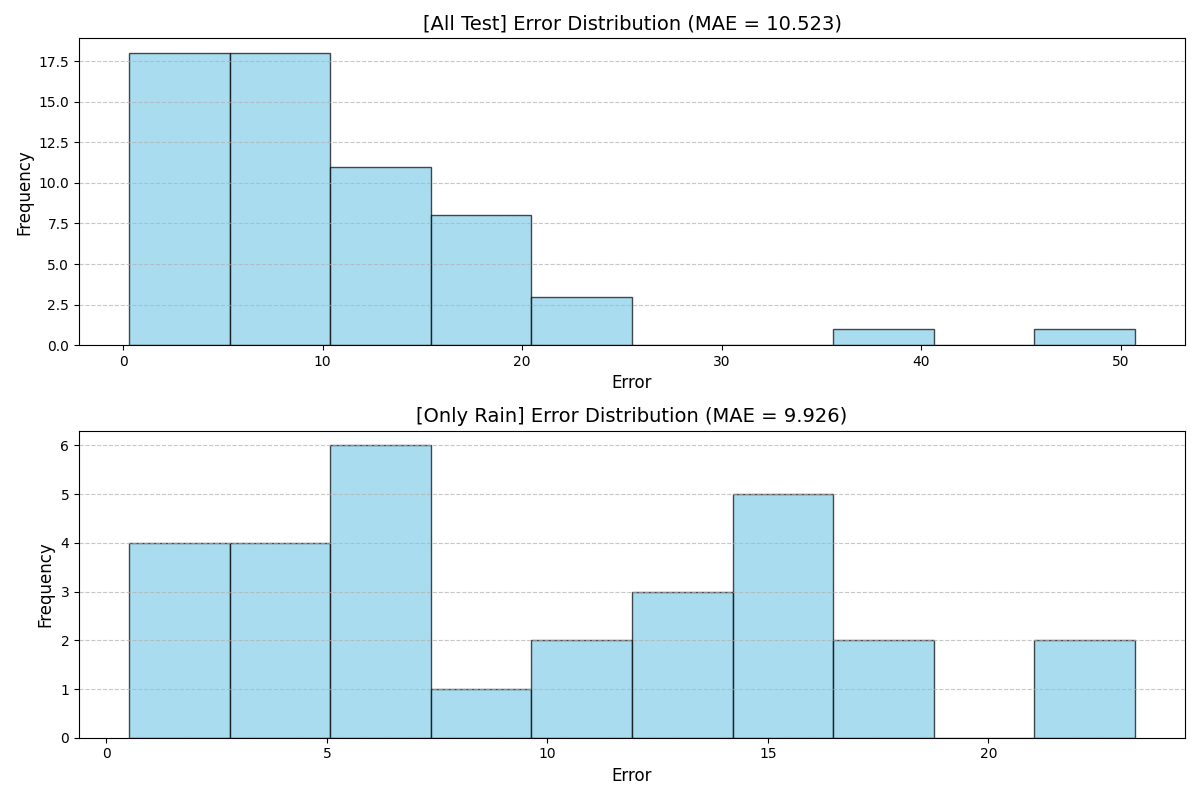 [All Test] Error Distribution (MAE = 10.523)
17.5
15.0
12.5
10.0
7.5
5.0
2.5
0.0
Frequency
0 10 20 30 40 50
Error
[Only Rain] Error Distribution (MAE = 9.926)
6
5
4
3
2
1
0
Frequency
0 5 10 15 20
Error